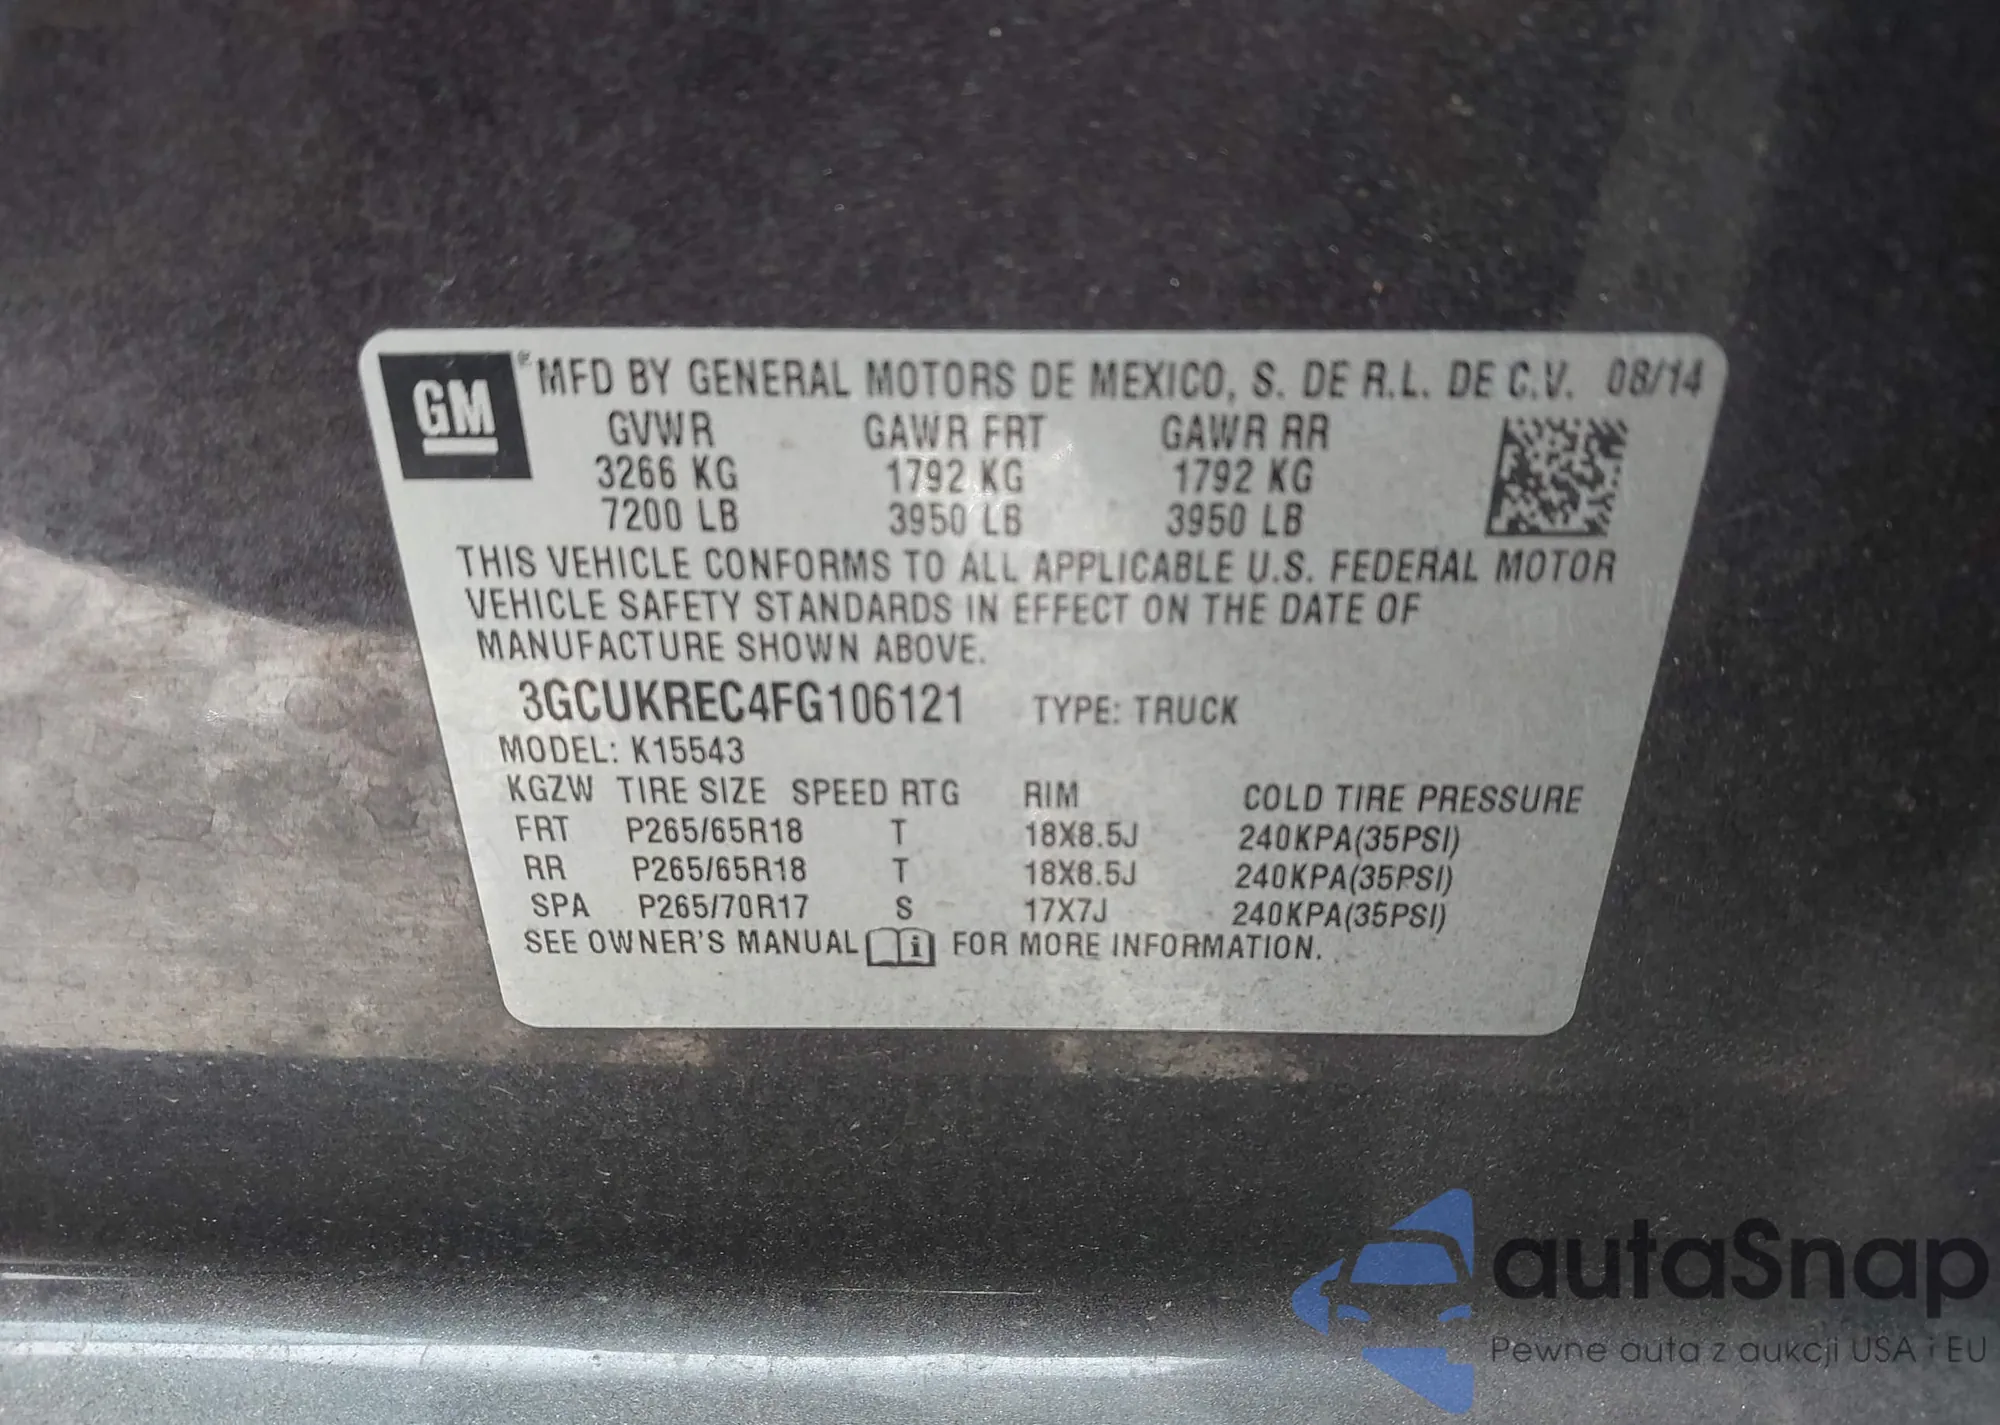 GM ® MFD BY GENERAL MOTORS DE MEXICO, S. DE R.L. DE C.V. 08/14
GVWR GAWR FRT GAWR RR
3266 KG 1792 KG 1792 KG
7200 LB 3950 LB 3950 LB
THIS VEHICLE CONFORMS TO ALL APPLICABLE U.S. FEDERAL MOTOR
VEHICLE SAFETY STANDARDS IN EFFECT ON THE DATE OF
MANUFACTURE SHOWN ABOVE.
3GCUKREC4FG106121 TYPE: TRUCK
MODEL: K15543
KGZW TIRE SIZE SPEED RTG RIM COLD TIRE PRESSURE
FRT P265/65R18 T 18X8.5J 240KPA(35PSI)
RR P265/65R18 T 18X8.5J 240KPA(35PSI)
SPA P265/70R17 S 17X7J 240KPA(35PSI)
SEE OWNER'S MANUAL i FOR MORE INFORMATION.
autaSnap
Pewne auta z aukcji USA i EU